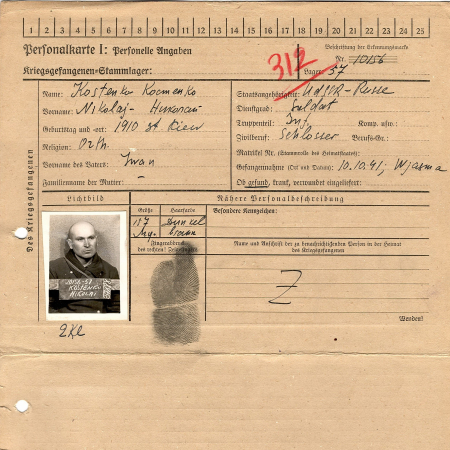 1 2 3 4 5 6 7 8 9 10 11 12 13 14 15 16 17 18 19 20 21 22 23 24 25
Personalkarte I: Personelle Angaben
Beschriftung der Erkennungsmarke
Nr. 10156
Kriegsgefangenen-Stammlager:
312
Lager: 57
Des Kriegsgefangenen
Name: Kostenko Костенко
Vorname: Nikolaj - Николай
Geburtstag und -ort: 1910 St. Kiew
Religion: Orth.
Vorname des Vaters: Iwan
Familienname der Mutter: -
Staatsangehörigkeit: UdSSR-Russe
Dienstgrad: Soldat
Truppenteil: Inf. Komp. usw.:
Zivilberuf: Schlosser Berufs-Gr.:
Matrikel Nr. (Stammrolle des Heimatstaates):
Gefangennahme (Ort und Datum): 10.10.41; Wjasma
Ob gesund, krank, verwundet eingeliefert:
Lichtbild
Nähere Personalbeschreibung
Größe
Haarfarbe
Besondere Kennzeichen:
dunkel
Fingerabdruck
des rechten! Zeigefingers
Name und Anschrift der zu benachrichtigenden Person in der Heimat
des Kriegsgefangenen
KOSTENKO
NIKOLAI
Z
Wenden!